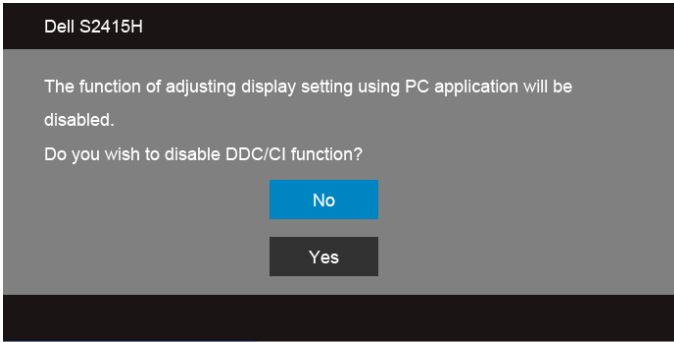 Dell S2415H
The function of adjusting display setting using PC application will be
disabled.
Do you wish to disable DDC/CI function?
No
Yes